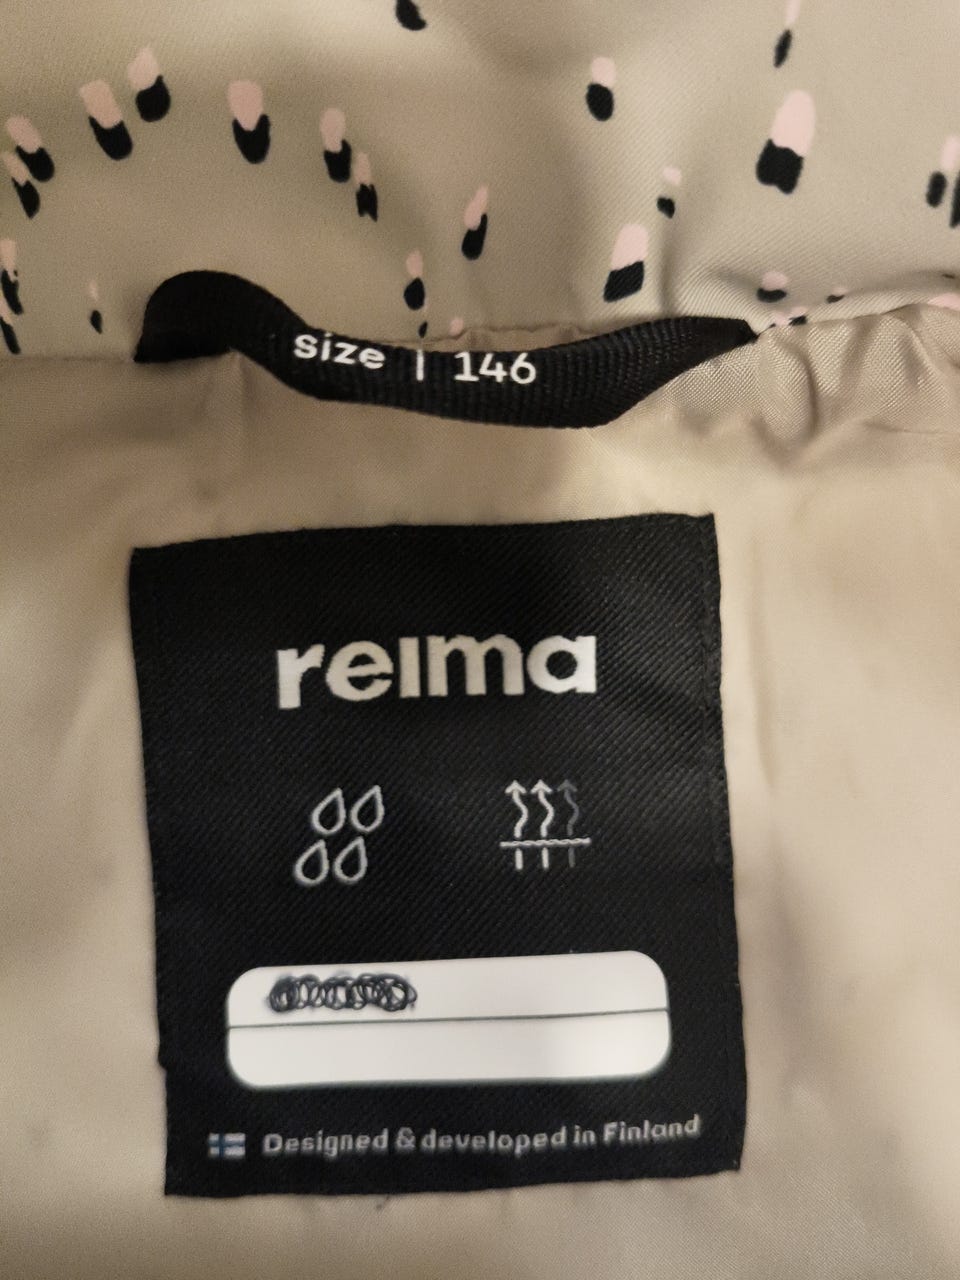 size | 146
reima
Designed & developed in Finland